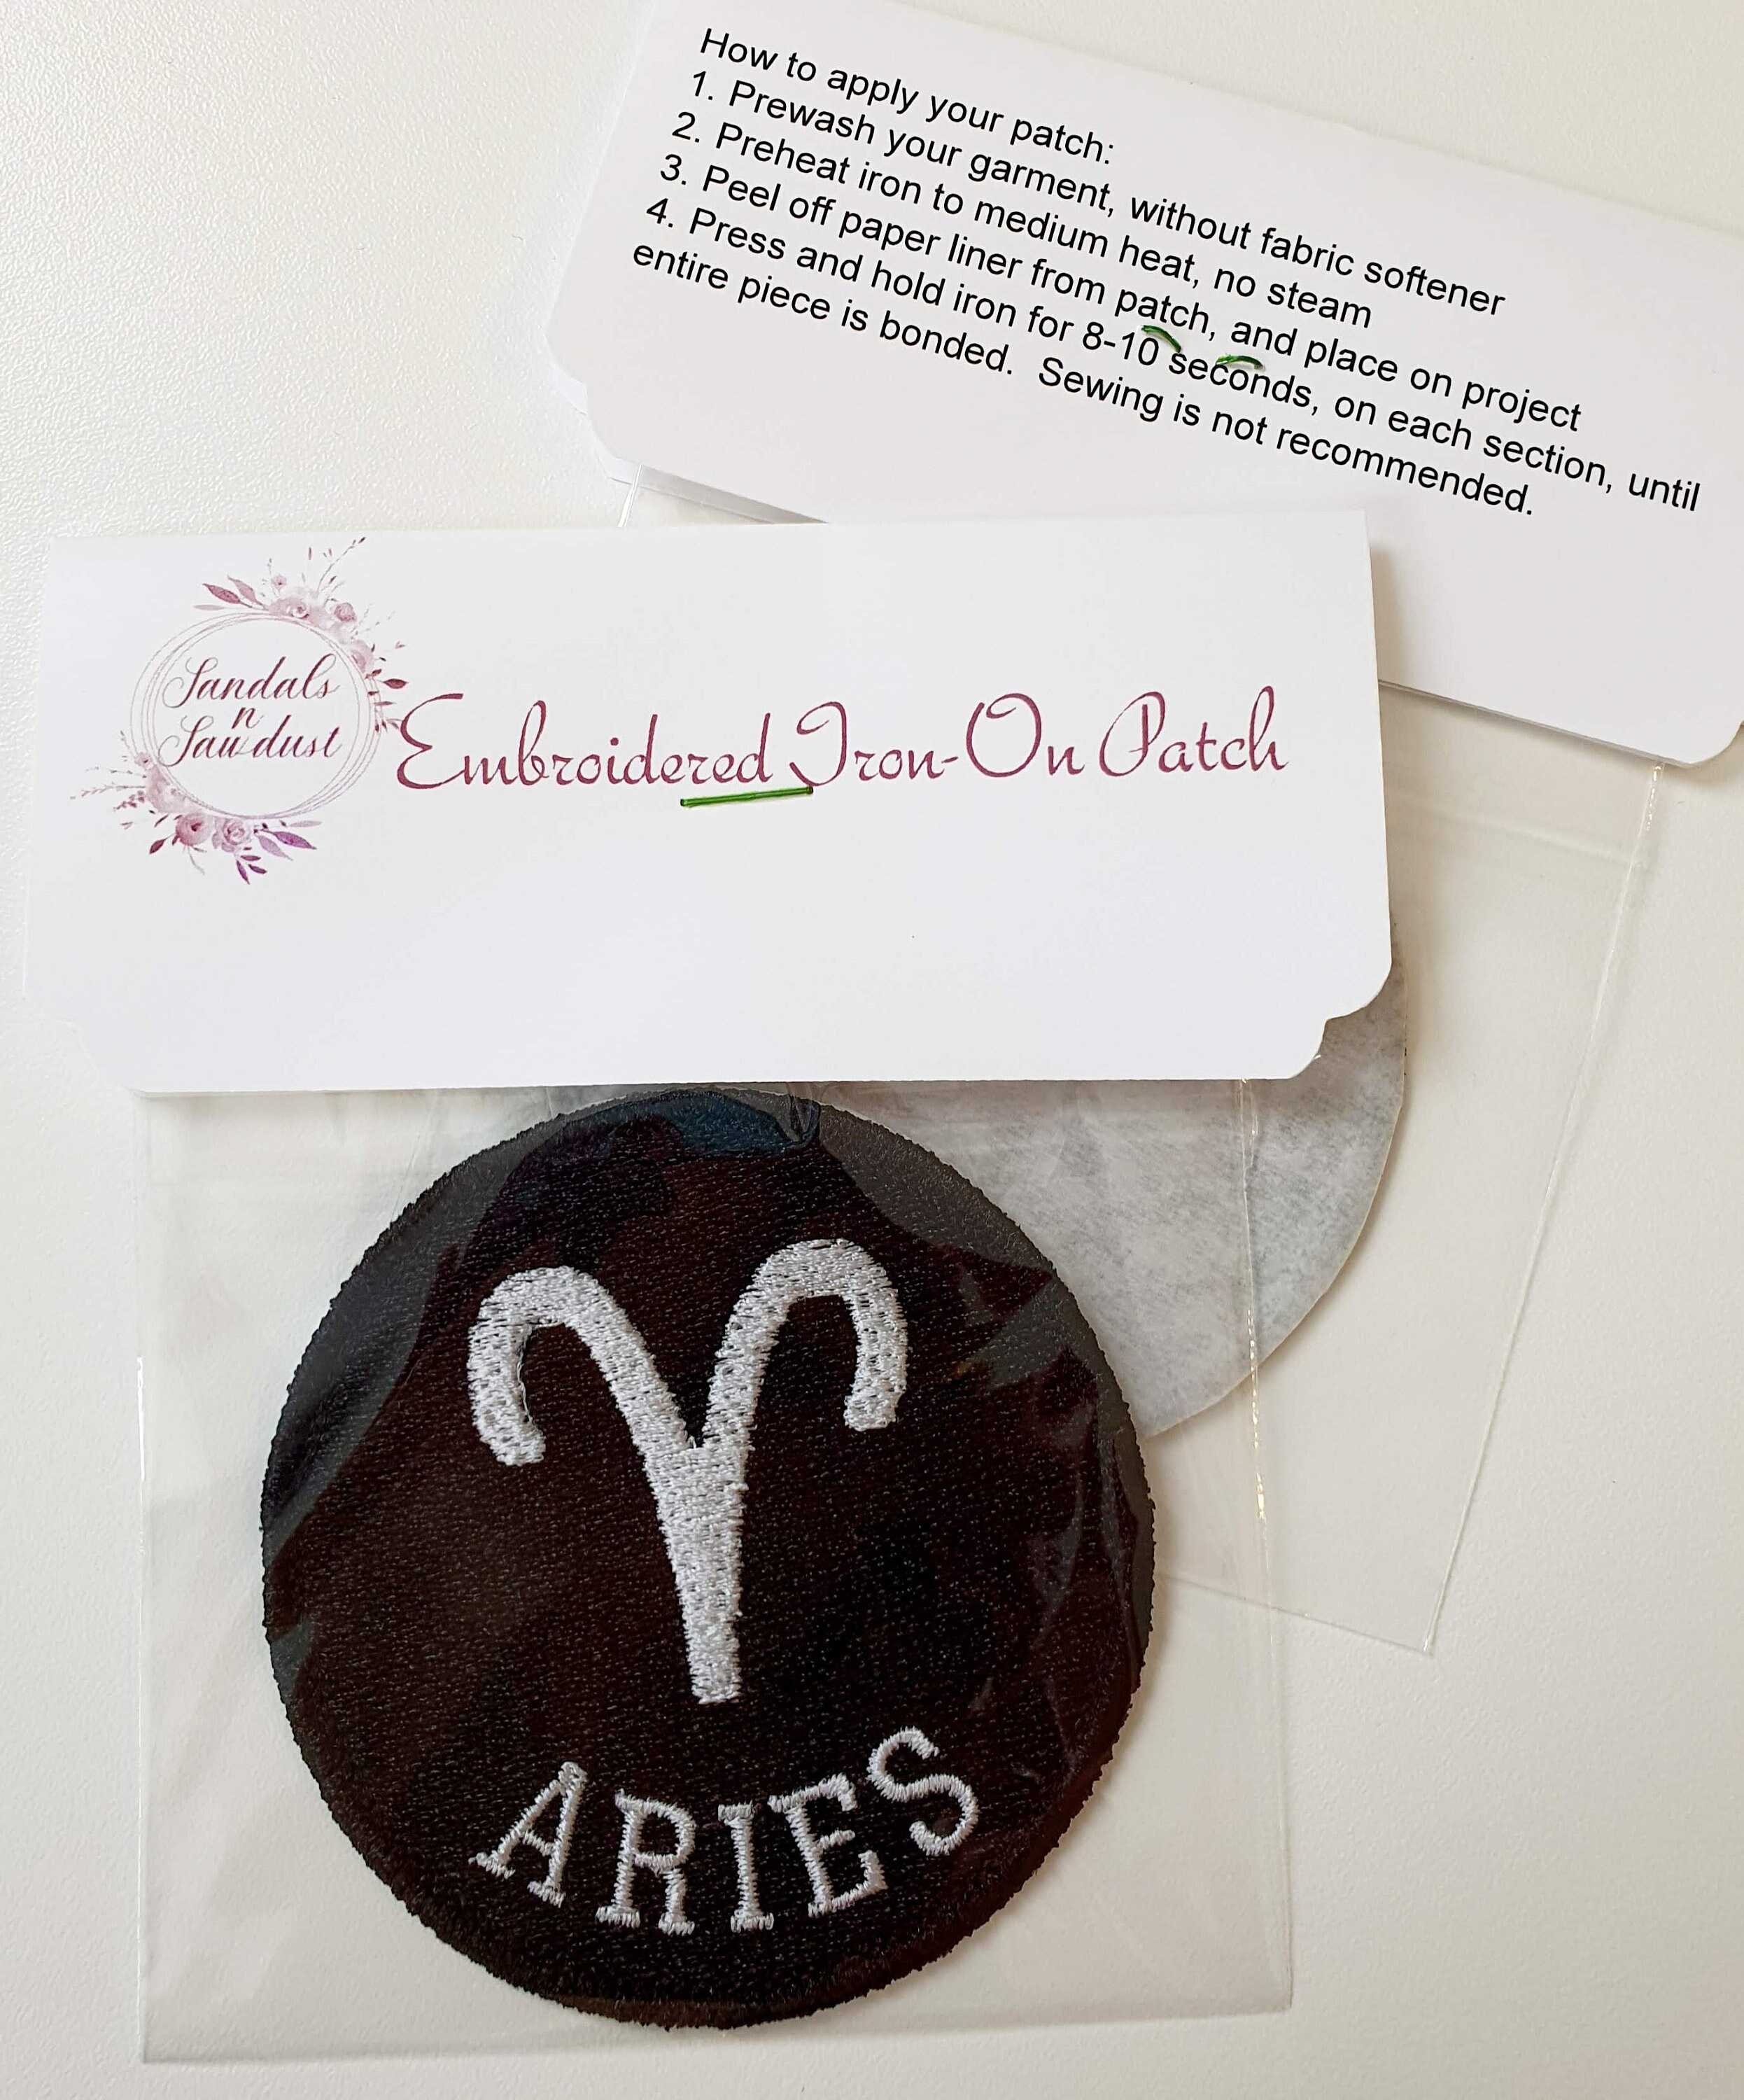 How to apply your patch:
1. Prewash your garment, without fabric softener
2. Preheat iron to medium heat, no steam
3. Peel off paper liner from patch, and place on project
4. Press and hold iron for 8-10 seconds, on each section, until
entire piece is bonded.  Sewing is not recommended.
Sandals
n
Sawdust
Embroidered Iron-On Patch
ARIES